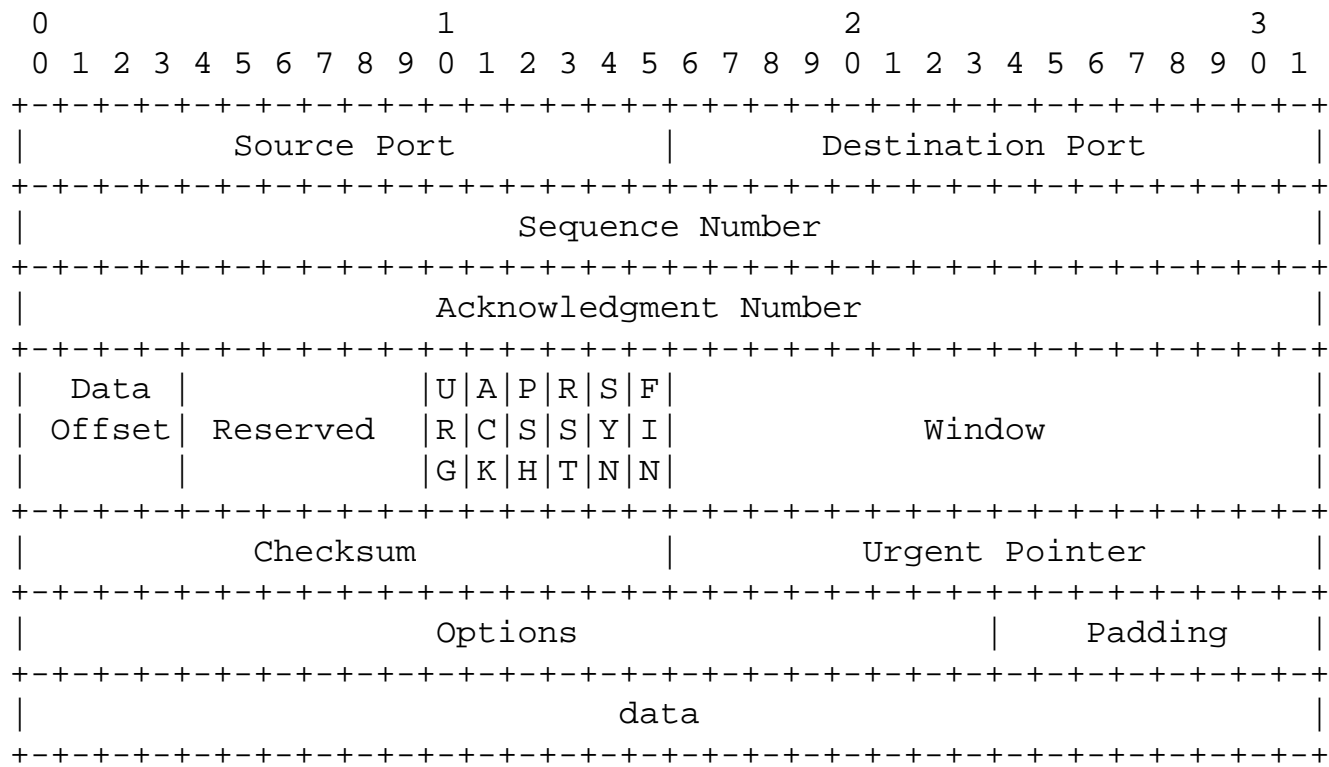 0                   1                   2                   3
 0 1 2 3 4 5 6 7 8 9 0 1 2 3 4 5 6 7 8 9 0 1 2 3 4 5 6 7 8 9 0 1
+-+-+-+-+-+-+-+-+-+-+-+-+-+-+-+-+-+-+-+-+-+-+-+-+-+-+-+-+-+-+-+-+
|          Source Port          |       Destination Port        |
+-+-+-+-+-+-+-+-+-+-+-+-+-+-+-+-+-+-+-+-+-+-+-+-+-+-+-+-+-+-+-+-+
|                        Sequence Number                        |
+-+-+-+-+-+-+-+-+-+-+-+-+-+-+-+-+-+-+-+-+-+-+-+-+-+-+-+-+-+-+-+-+
|                    Acknowledgment Number                      |
+-+-+-+-+-+-+-+-+-+-+-+-+-+-+-+-+-+-+-+-+-+-+-+-+-+-+-+-+-+-+-+-+
|  Data |           |U|A|P|R|S|F|                               |
| Offset| Reserved  |R|C|S|S|Y|I|            Window             |
|       |           |G|K|H|T|N|N|                               |
+-+-+-+-+-+-+-+-+-+-+-+-+-+-+-+-+-+-+-+-+-+-+-+-+-+-+-+-+-+-+-+-+
|           Checksum            |         Urgent Pointer        |
+-+-+-+-+-+-+-+-+-+-+-+-+-+-+-+-+-+-+-+-+-+-+-+-+-+-+-+-+-+-+-+-+
|                    Options                    |    Padding    |
+-+-+-+-+-+-+-+-+-+-+-+-+-+-+-+-+-+-+-+-+-+-+-+-+-+-+-+-+-+-+-+-+
|                             data                              |
+-+-+-+-+-+-+-+-+-+-+-+-+-+-+-+-+-+-+-+-+-+-+-+-+-+-+-+-+-+-+-+-+